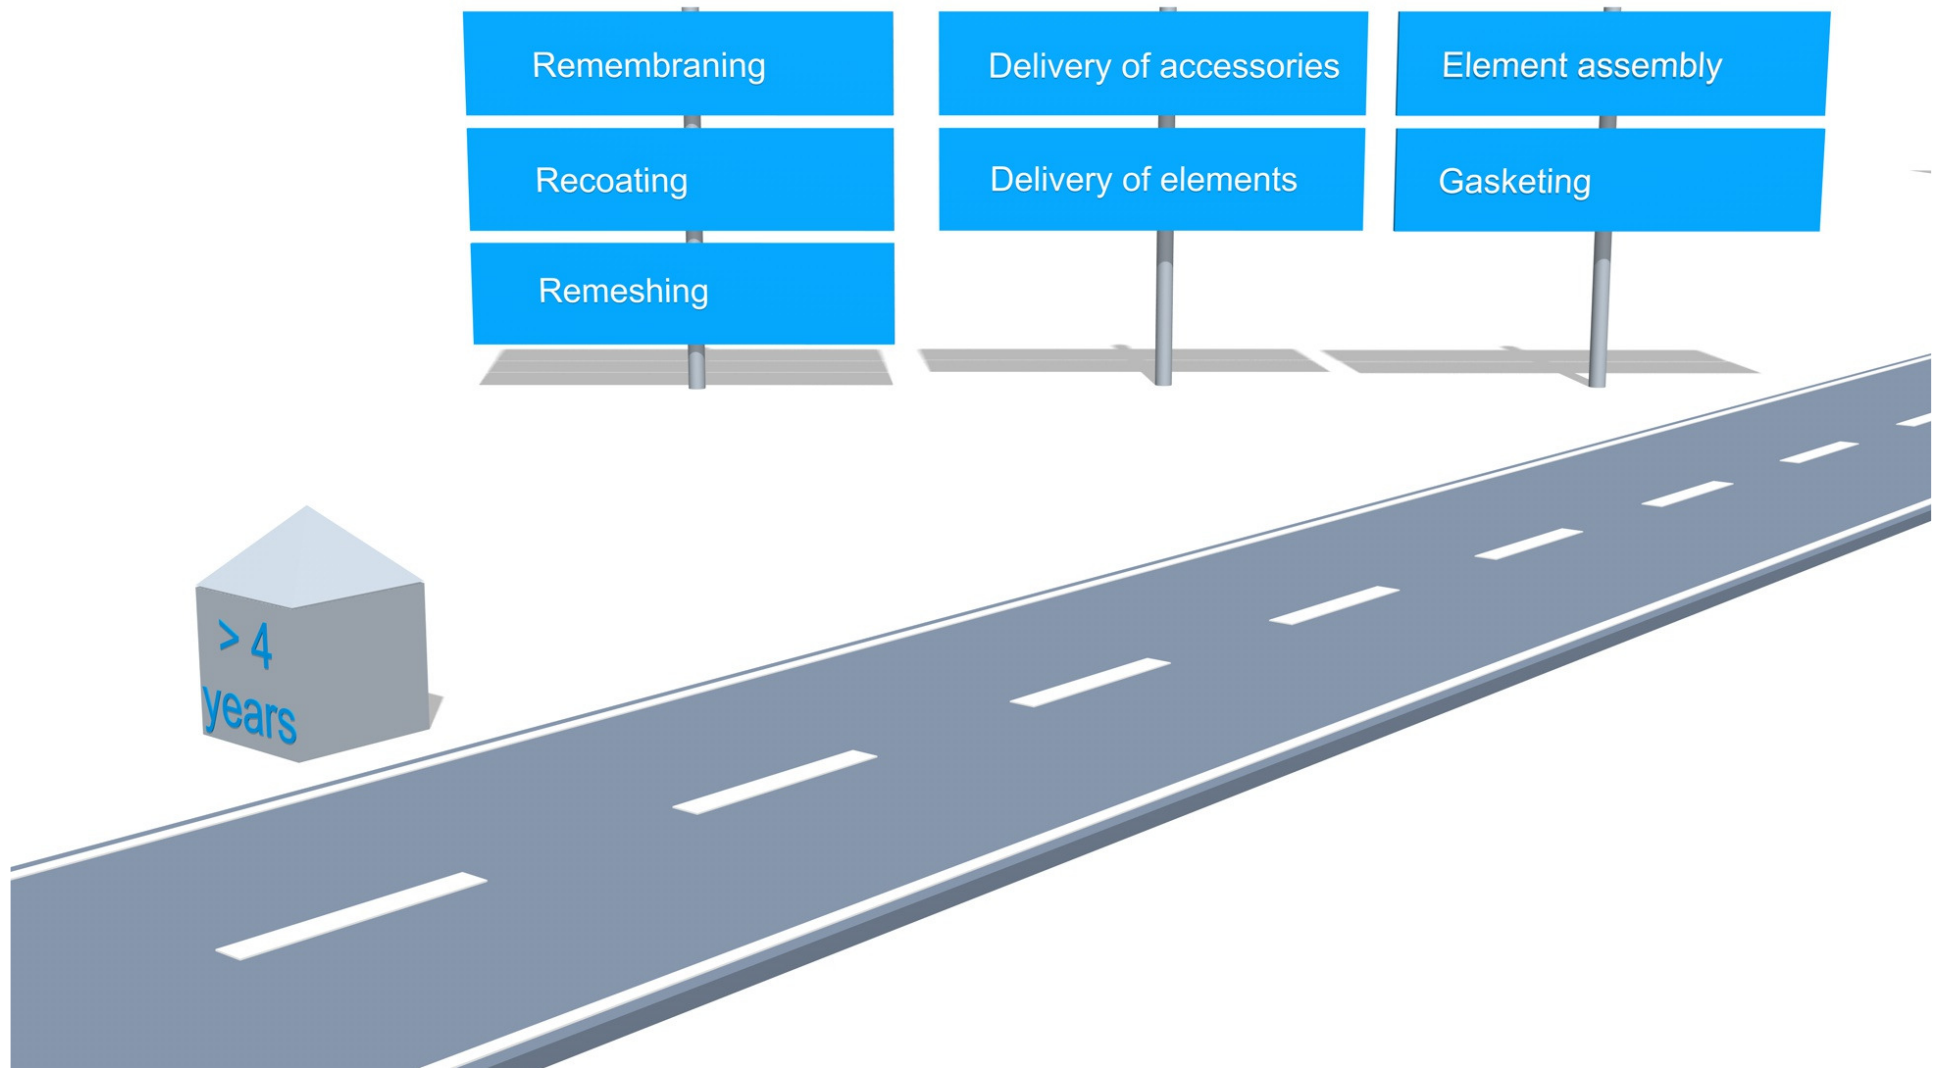 Remembraning
Recoating
Remeshing
Delivery of accessories
Delivery of elements
Element assembly
Gasketing
> 4
years